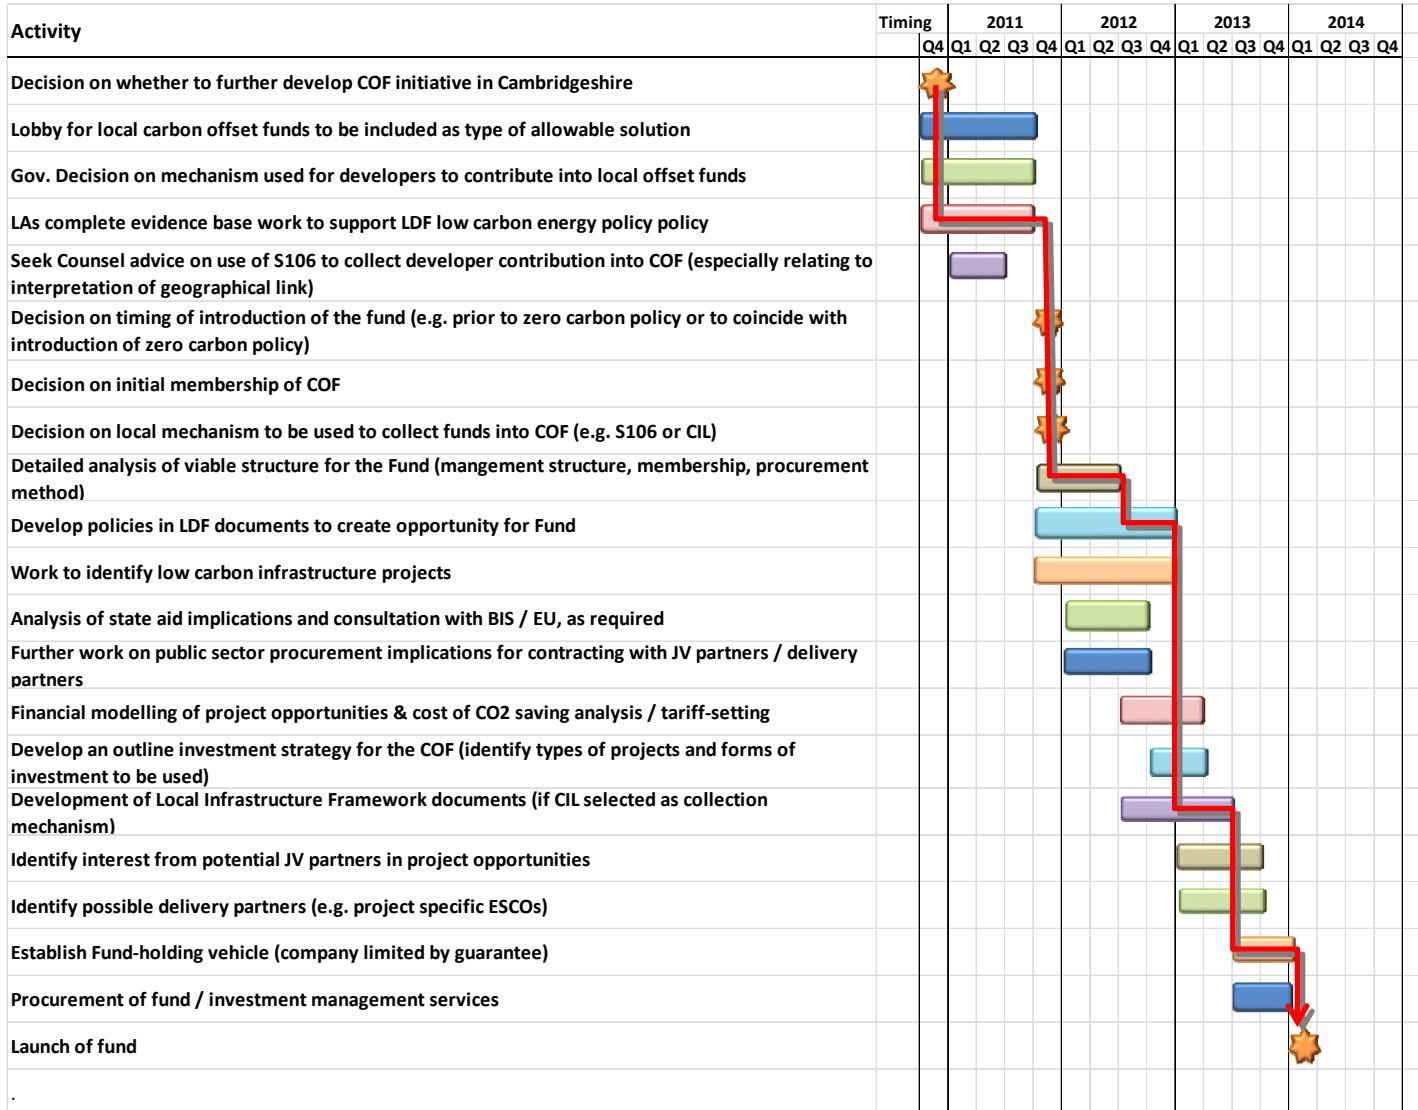 Activity
Timing 2011 2012 2013 2014
Q4 Q1 Q2 Q3 Q4 Q1 Q2 Q3 Q4 Q1 Q2 Q3 Q4 Q1 Q2 Q3 Q4
Decision on whether to further develop COF initiative in Cambridgeshire
Lobby for local carbon offset funds to be included as type of allowable solution
Gov. Decision on mechanism used for developers to contribute into local offset funds
LAs complete evidence base work to support LDF low carbon energy policy policy
Seek Counsel advice on use of S106 to collect developer contribution into COF (especially relating to
interpretation of geographical link)
Decision on timing of introduction of the fund (e.g. prior to zero carbon policy or to coincide with
introduction of zero carbon policy)
Decision on initial membership of COF
Decision on local mechanism to be used to collect funds into COF (e.g. S106 or CIL)
Detailed analysis of viable structure for the Fund (mangement structure, membership, procurement
method)
Develop policies in LDF documents to create opportunity for Fund
Work to identify low carbon infrastructure projects
Analysis of state aid implications and consultation with BIS / EU, as required
Further work on public sector procurement implications for contracting with JV partners / delivery
partners
Financial modelling of project opportunities & cost of CO2 saving analysis / tariff-setting
Develop an outline investment strategy for the COF (identify types of projects and forms of
investment to be used)
Development of Local Infrastructure Framework documents (if CIL selected as collection
mechanism)
Identify interest from potential JV partners in project opportunities
Identify possible delivery partners (e.g. project specific ESCOs)
Establish Fund-holding vehicle (company limited by guarantee)
Procurement of fund / investment management services
Launch of fund
.